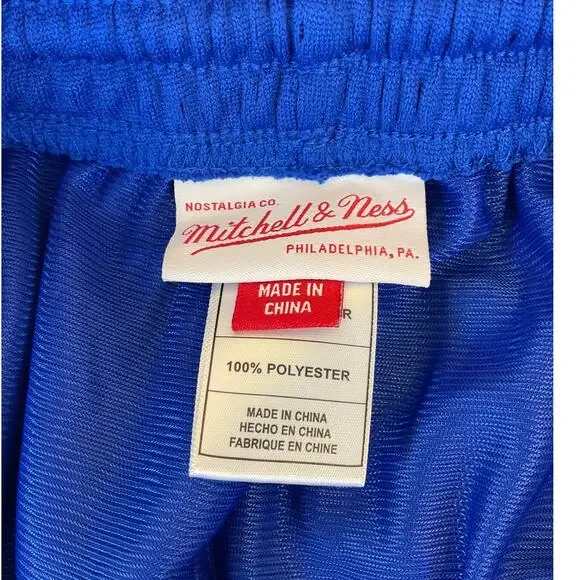 NOSTALGIA CO.
Mitchell & Ness
PHILADELPHIA, PA.
MADE IN
CHINA
100% POLYESTER
MADE IN CHINA
HECHO EN CHINA
FABRIQUE EN CHINE